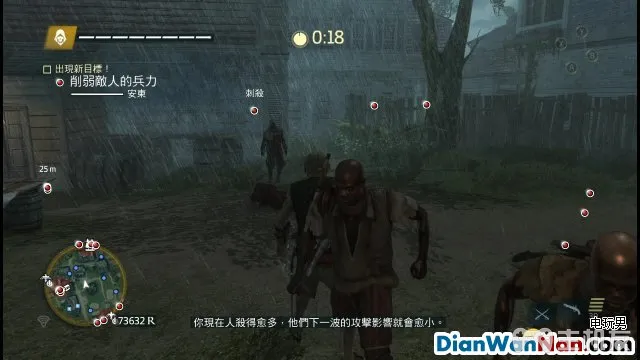 0:18
出現新目標！
削弱敵人的兵力
安東
刺殺
25 m
73632 R
你現在人殺得愈多，他們下一波的攻擊影響就會愈小。
电玩男
DianWanNan.com